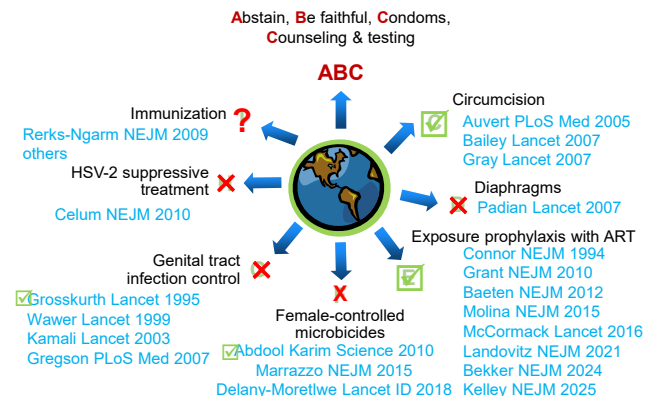 Abstain, Be faithful, Condoms,
Counseling & testing
ABC
Immunization ?
Rerks-Ngarm NEJM 2009
others
Circumcision
Auvert PLoS Med 2005
Bailey Lancet 2007
Gray Lancet 2007
HSV-2 suppressive
treatment
Celum NEJM 2010
Diaphragms
Padian Lancet 2007
Genital tract
infection control
Grosskurth Lancet 1995
Wawer Lancet 1999
Kamali Lancet 2003
Gregson PLoS Med 2007
Female-controlled
microbicides
Abdool Karim Science 2010
Marrazzo NEJM 2015
Delany-Moretlwe Lancet ID 2018
Exposure prophylaxis with ART
Connor NEJM 1994
Grant NEJM 2010
Baeten NEJM 2012
Molina NEJM 2015
McCormack Lancet 2016
Landovitz NEJM 2021
Bekker NEJM 2024
Kelley NEJM 2025